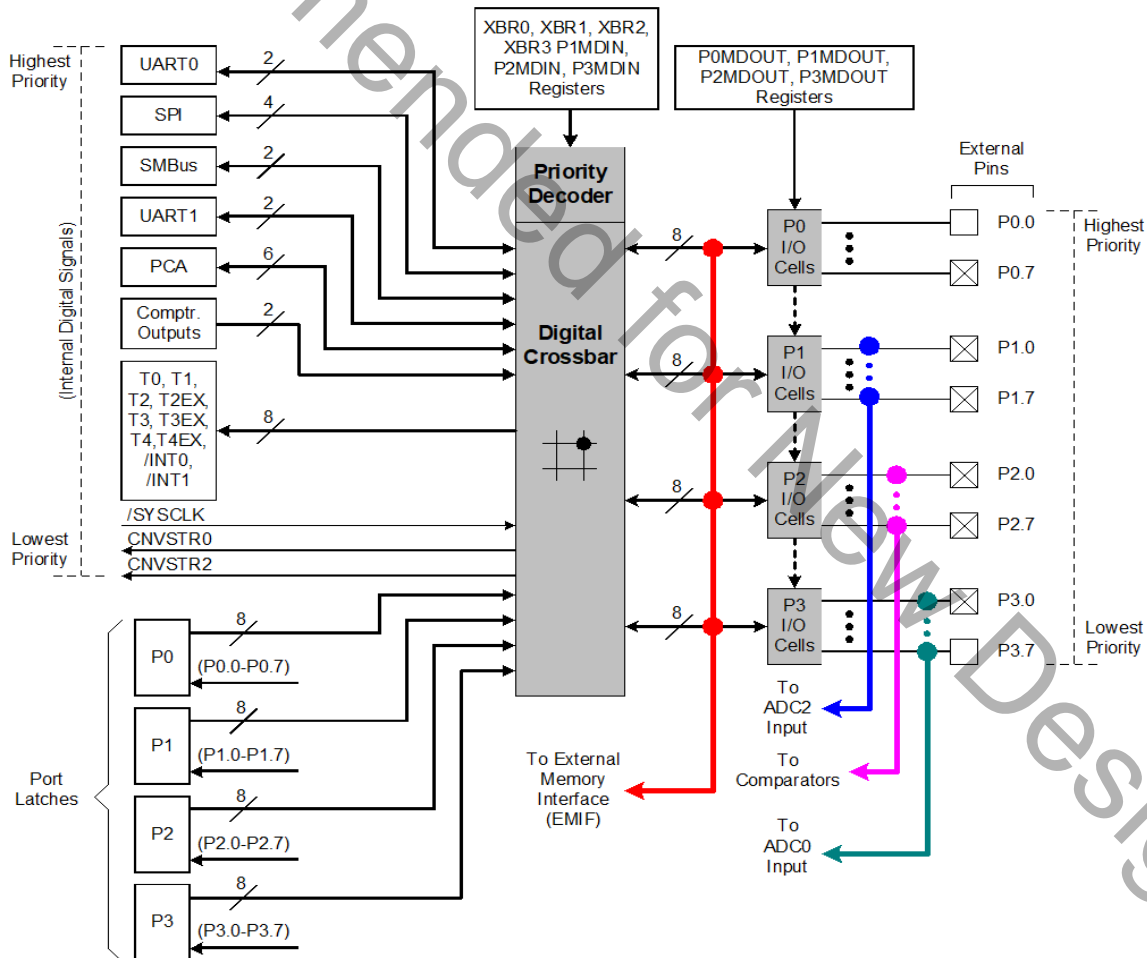 XBR0, XBR1, XBR2,
XBR3 P1MDIN,
P2MDIN, P3MDIN
Registers
P0MDOUT, P1MDOUT,
P2MDOUT, P3MDOUT
Registers
Highest
Priority
UART0
2
SPI
4
SMBus
2
UART1
2
PCA
6
Comptr.
Outputs
2
(Internal Digital Signals)
T0, T1,
T2, T2EX,
T3, T3EX,
T4,T4EX,
/INT0,
/INT1
8
/SYSCLK
CNVSTR0
CNVSTR2
Lowest
Priority
Port
Latches
P0
8
(P0.0-P0.7)
P1
8
(P1.0-P1.7)
P2
8
(P2.0-P2.7)
P3
8
(P3.0-P3.7)
Priority
Decoder
Digital
Crossbar
8
8
8
8
P0
I/O
Cells
P1
I/O
Cells
P2
I/O
Cells
P3
I/O
Cells
External
Pins
P0.0
P0.7
P1.0
P1.7
P2.0
P2.7
P3.0
P3.7
Highest
Priority
Lowest
Priority
To External
Memory
Interface
(EMIF)
To
ADC2
Input
To
Comparators
To
ADC0
Input
for New